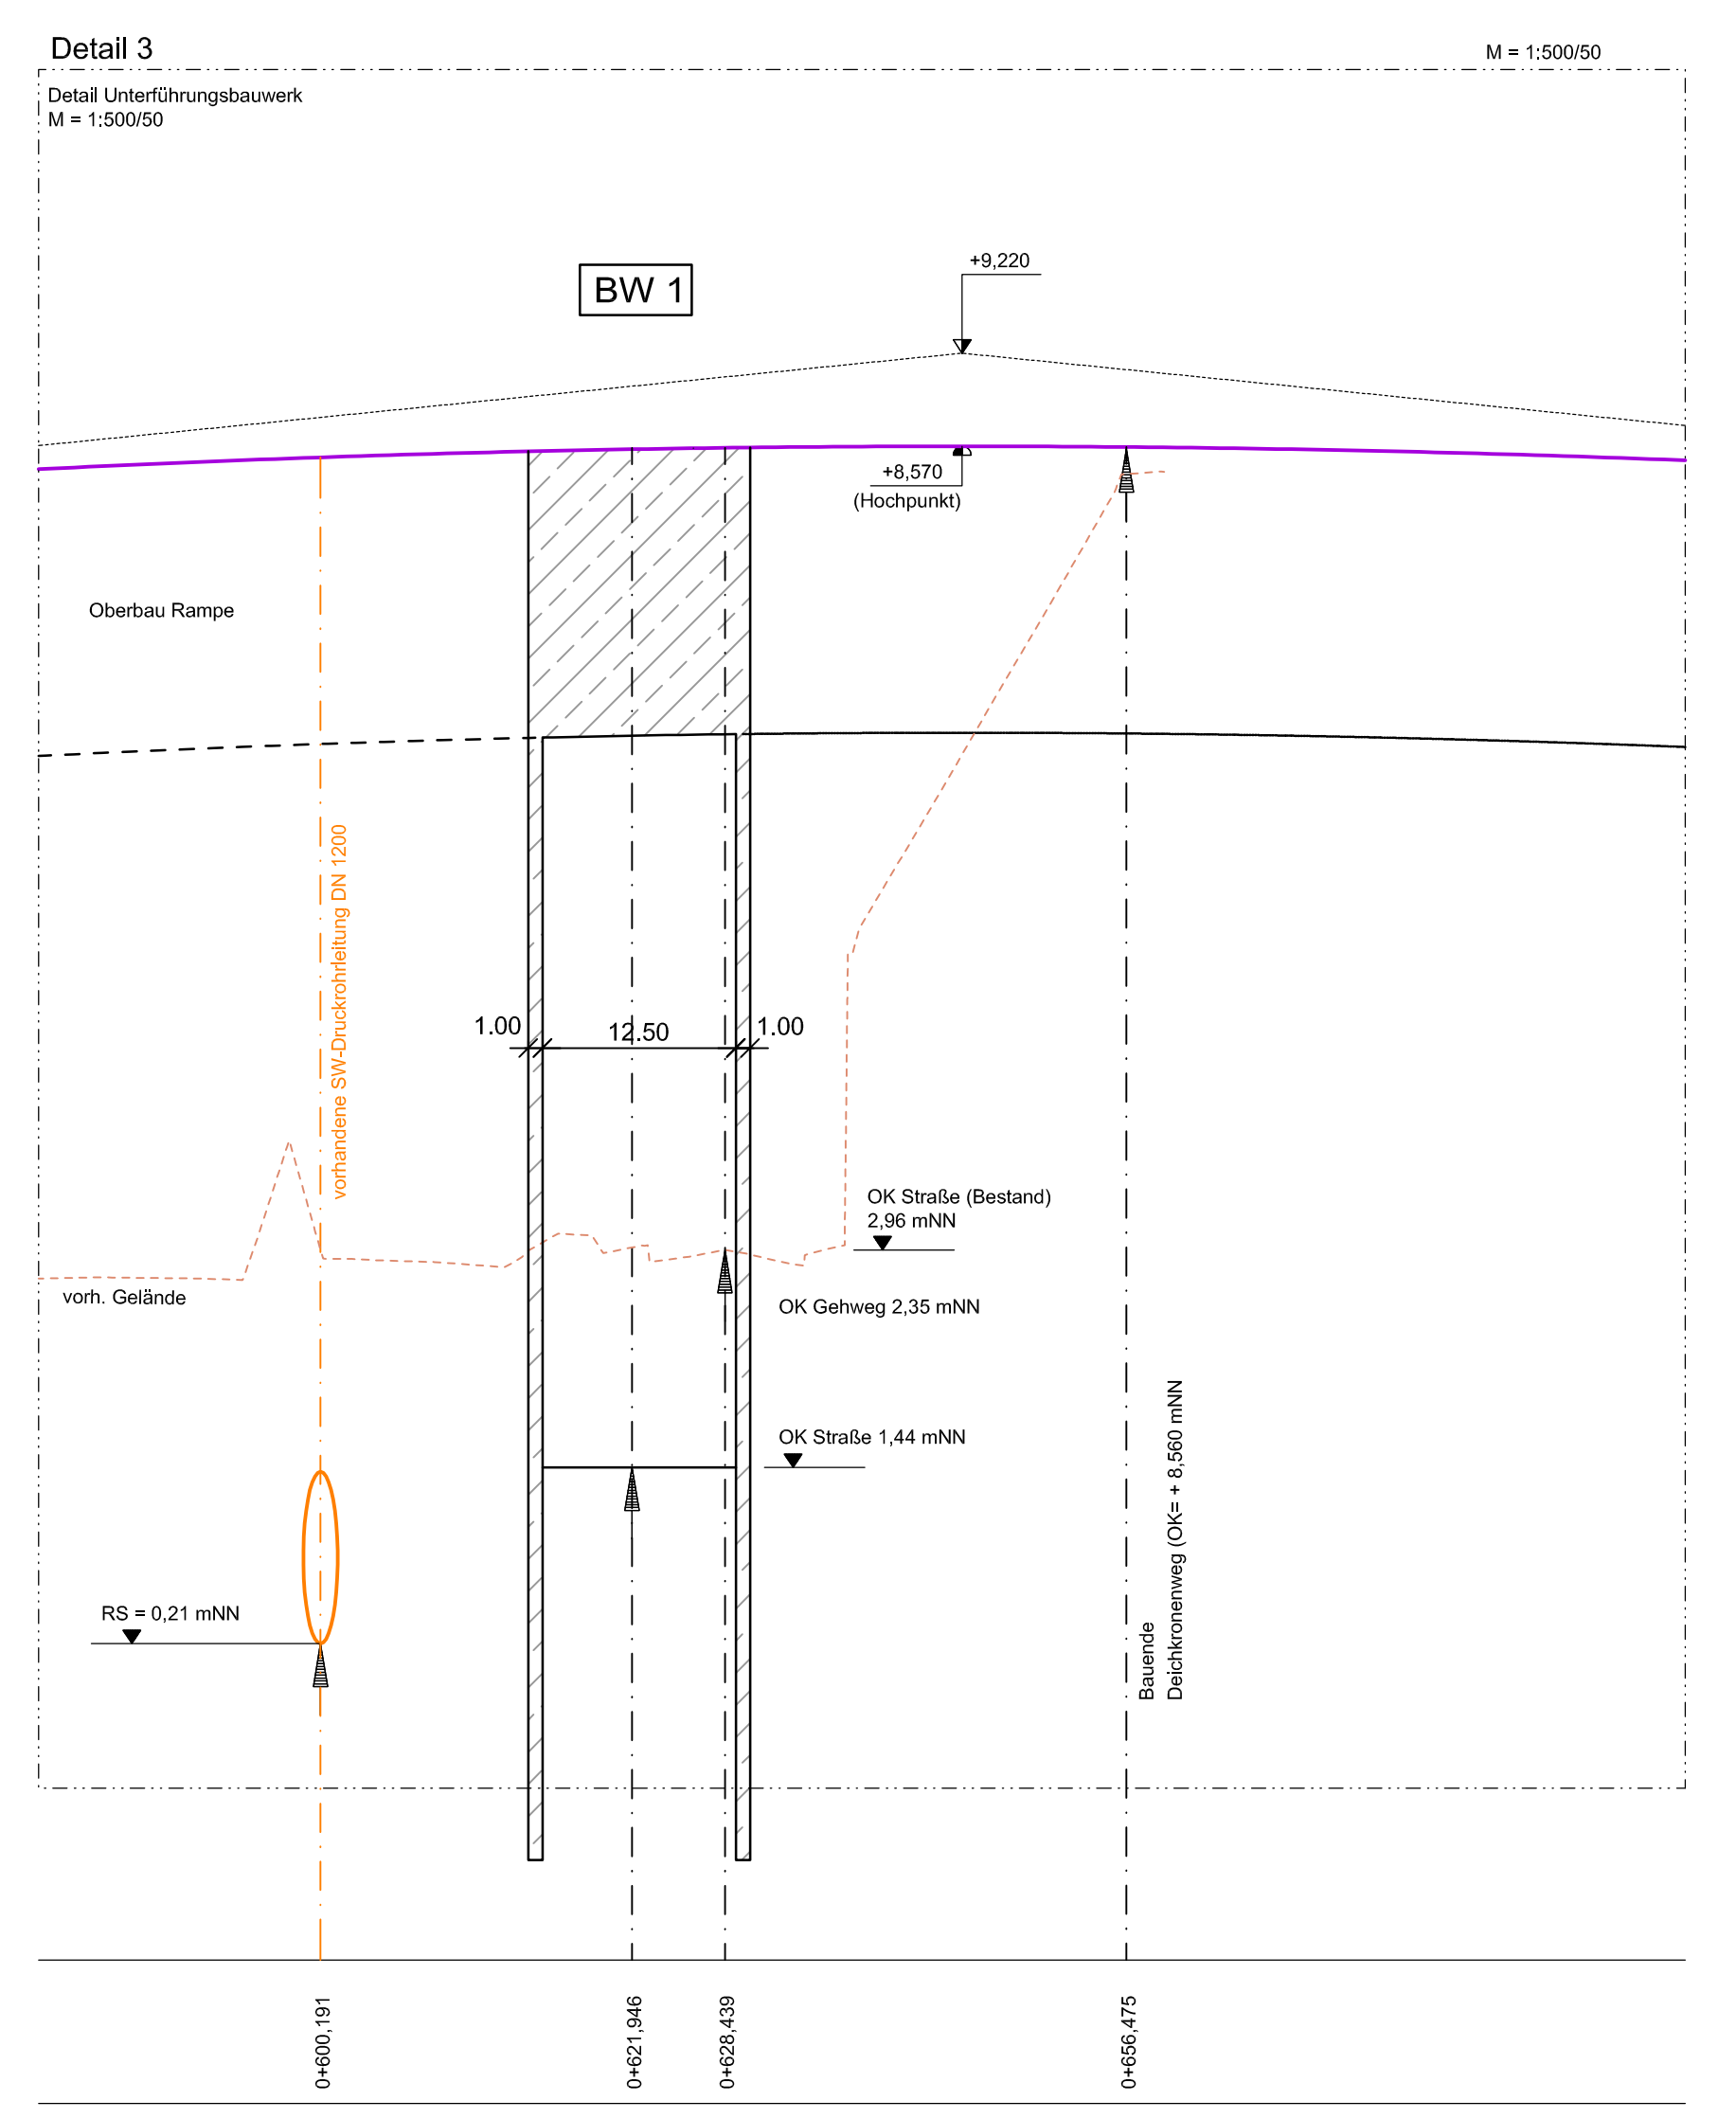 Detail 3
M = 1:500/50
Detail Unterführungsbauwerk
M = 1:500/50
+9,220
BW 1
+8,570
(Hochpunkt)
Oberbau Rampe
vorhandene SW-Druckrohrleitung DN 1200
1.00
12.50
1.00
OK Straße (Bestand)
2,96 mNN
vorh. Gelände
OK Gehweg 2,35 mNN
OK Straße 1,44 mNN
RS = 0,21 mNN
Bauende
Deichkronenweg (OK= + 8,560 mNN
0+600,191
0+621,946
0+628,439
0+656,475